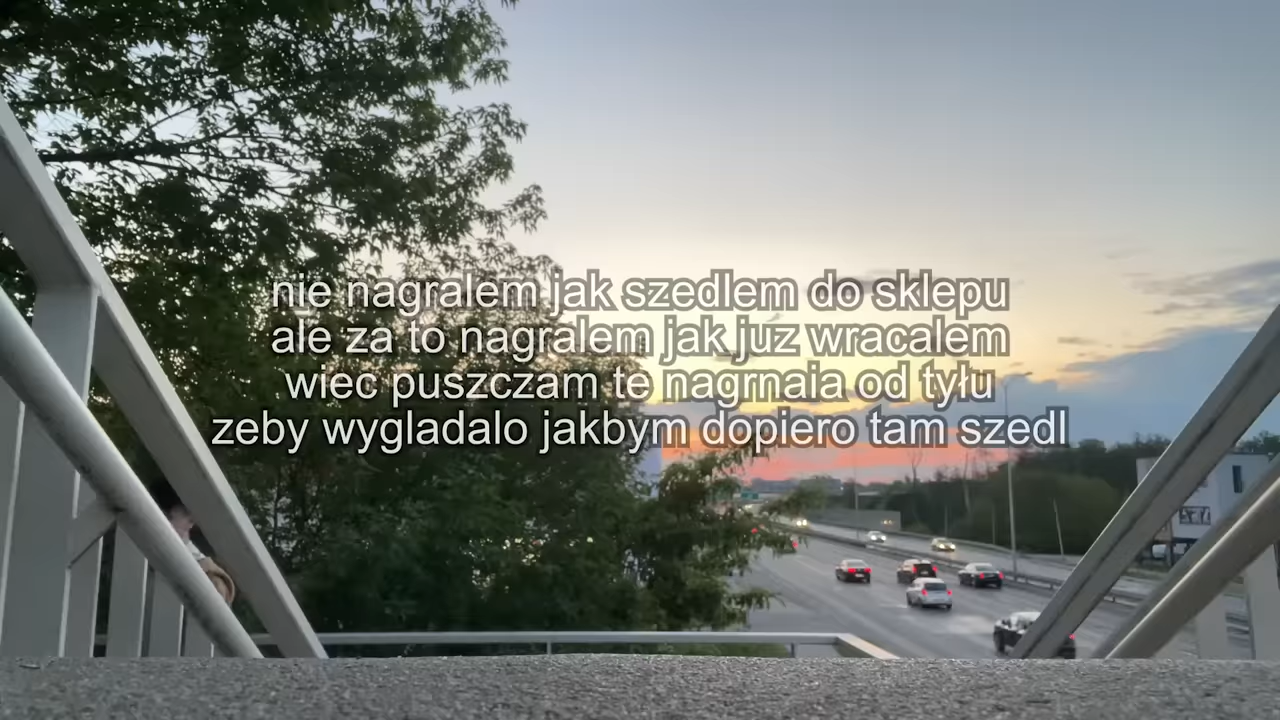 nie nagralem jak szedlem do sklepu
ale za to nagralem jak juz wracalem
wiec puszczam te nagrnaia od tyłu
zeby wygladalo jakbym dopiero tam szedl